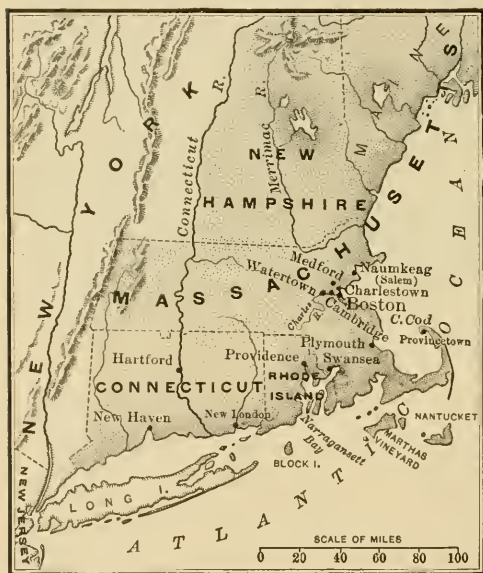 NEW YORK
Connecticut R.
Merrimac R.
MAINE
NEW
HAMPSHIRE
MASSACHUSETTS
Medford
Naumkeag
(Salem)
Watertown
Charlestown
Boston
Charles R.
Cambridge
C. Cod
Provincetown
Plymouth
Hartford
Providence
Swansea
RHODE
ISLAND
CONNECTICUT
New Haven
New London
Narragansett
Bay
NANTUCKET
MARTHAS
VINEYARD
BLOCK I.
LONG I.
NEW JERSEY
ATLANTIC OCEAN
SCALE OF MILES
0 20 40 60 80 100